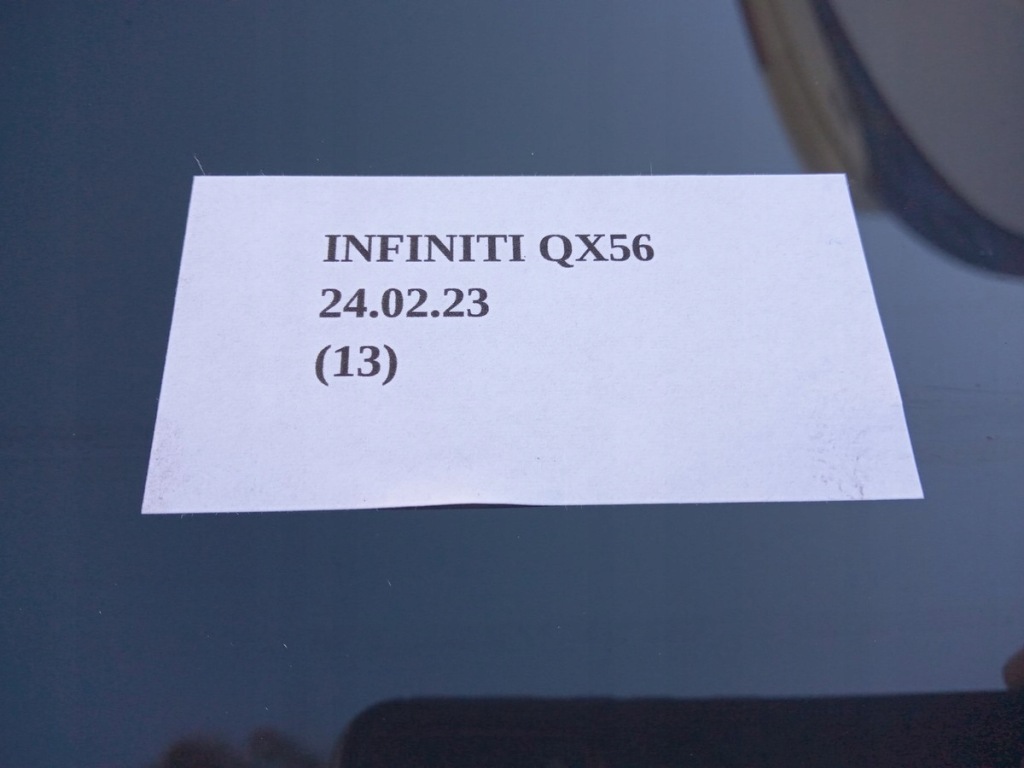 INFINITI QX56
24.02.23
(13)